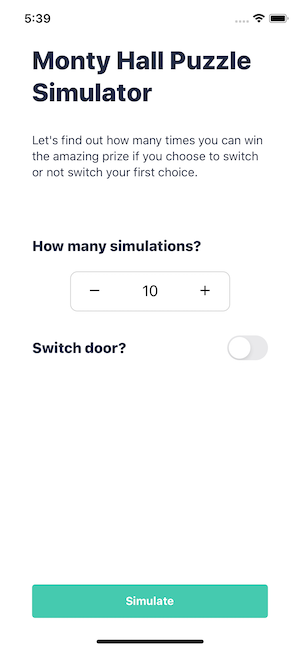 5:39
Monty Hall Puzzle
Simulator
Let's find out how many times you can win
the amazing prize if you choose to switch
or not switch your first choice.
How many simulations?
− 10 +
Switch door?
Simulate